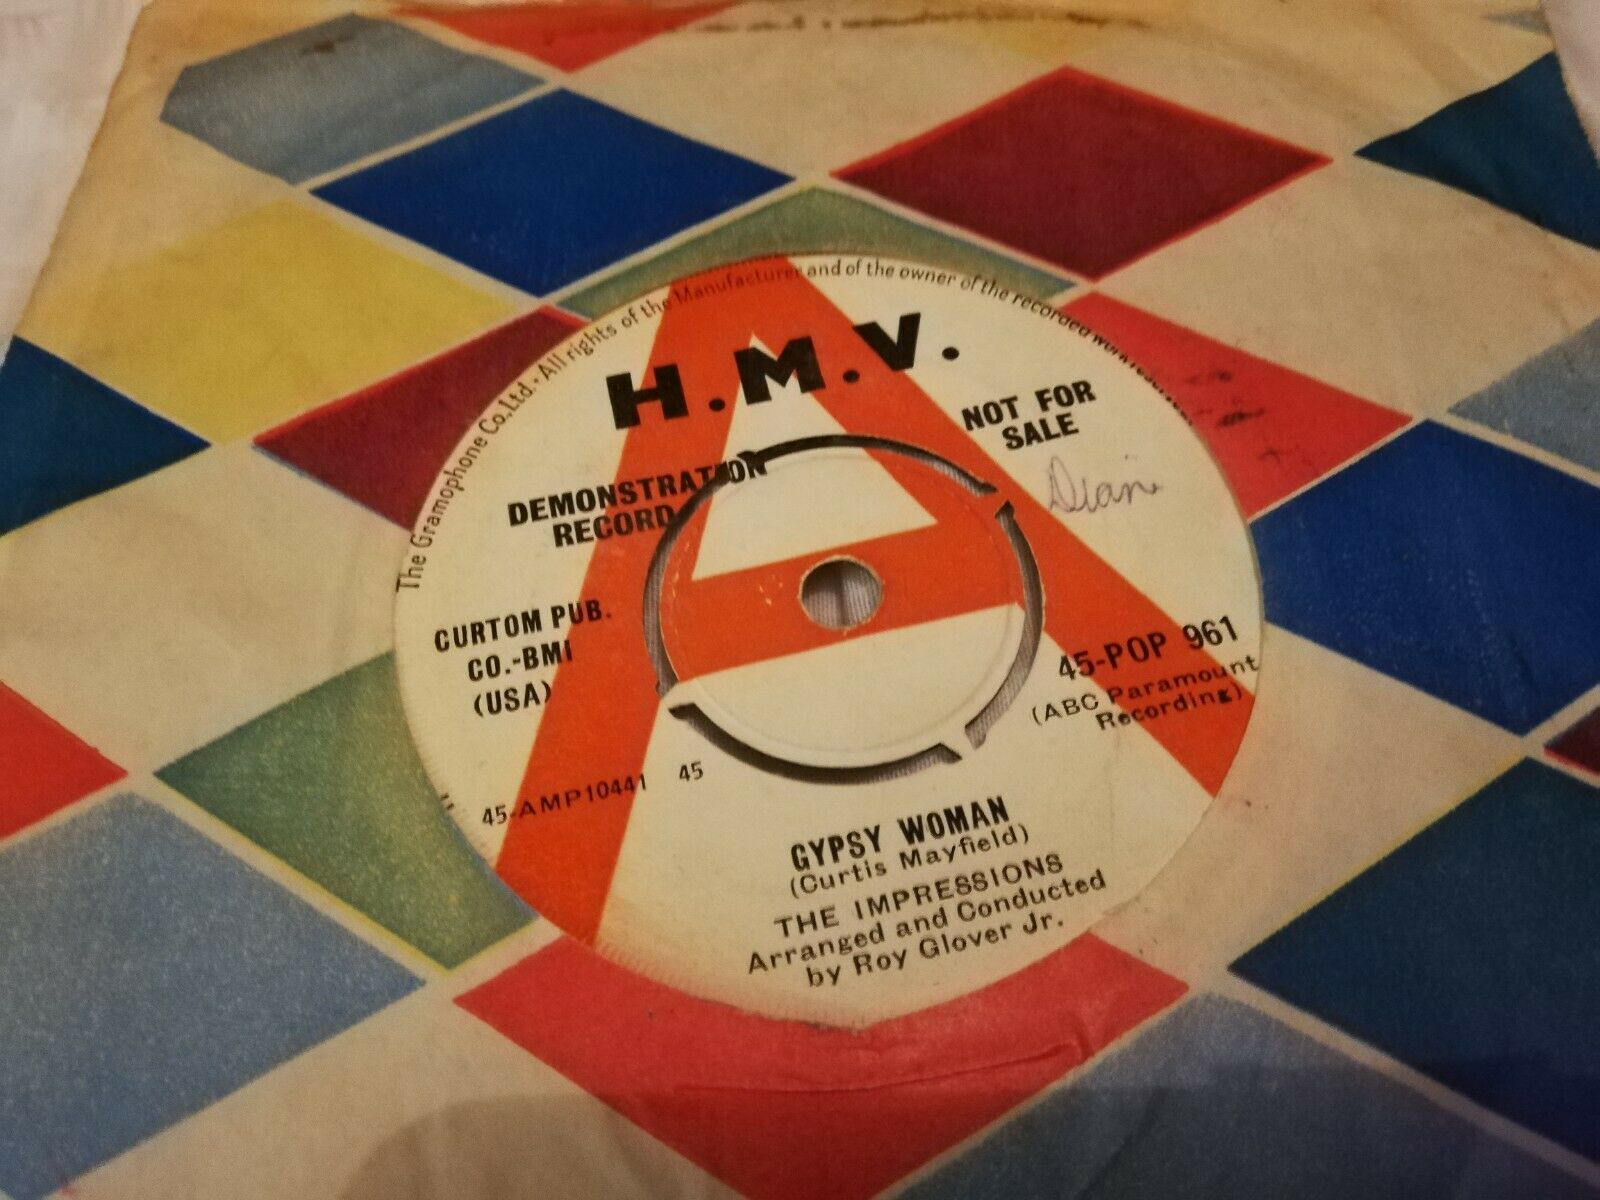 The Gramophone Co.Ltd. · All rights of the Manufacturer and of the owner of the recorded work
H.M.V.
NOT FOR
SALE
Dian
DEMONSTRATION
RECORD
CURTOM PUB.
CO.-BMI
(USA)
45-POP 961
(ABC Paramount
Recording)
45-AMP10441 45
GYPSY WOMAN
(Curtis Mayfield)
THE IMPRESSIONS
Arranged and Conducted
by Roy Glover Jr.